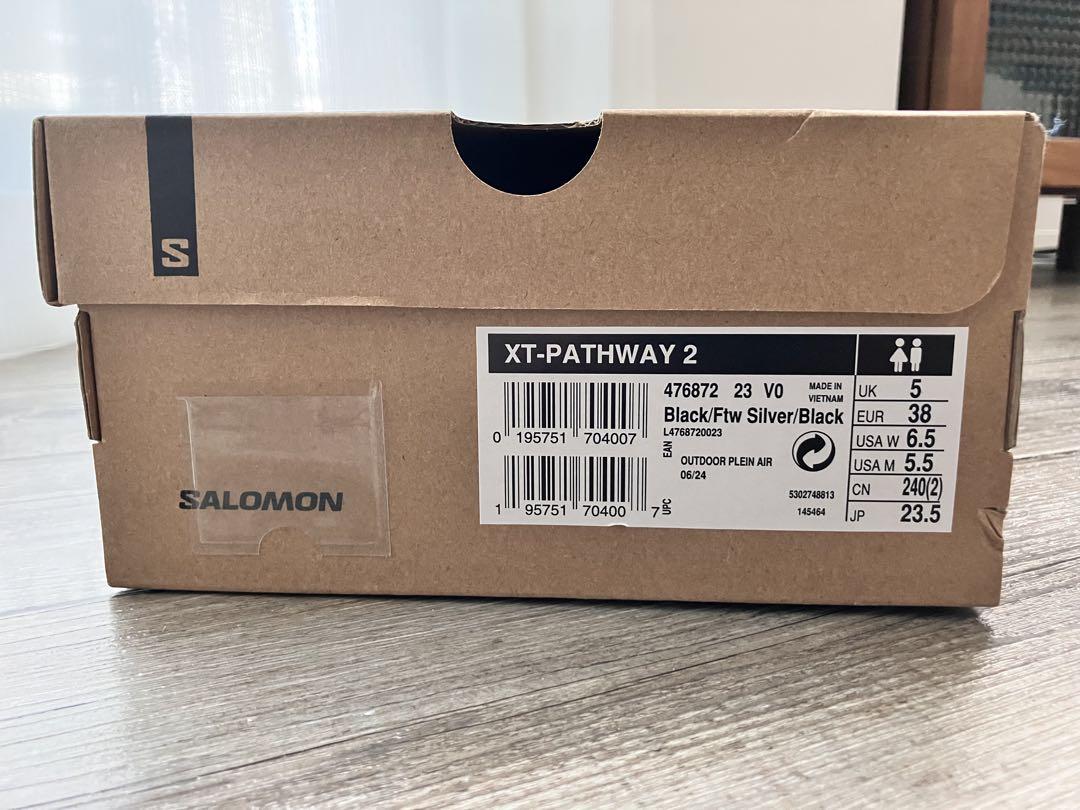 S
XT-PATHWAY 2
476872 23 V0 MADE IN VIETNAM
Black/Ftw Silver/Black
L4768720023
0 195751 704007
EAN
OUTDOOR PLEIN AIR
06/24
5302748813
145464
1 95751 70400 7
UPC
UK 5
EUR 38
USA W 6.5
USA M 5.5
CN 240(2)
JP 23.5
SALOMON